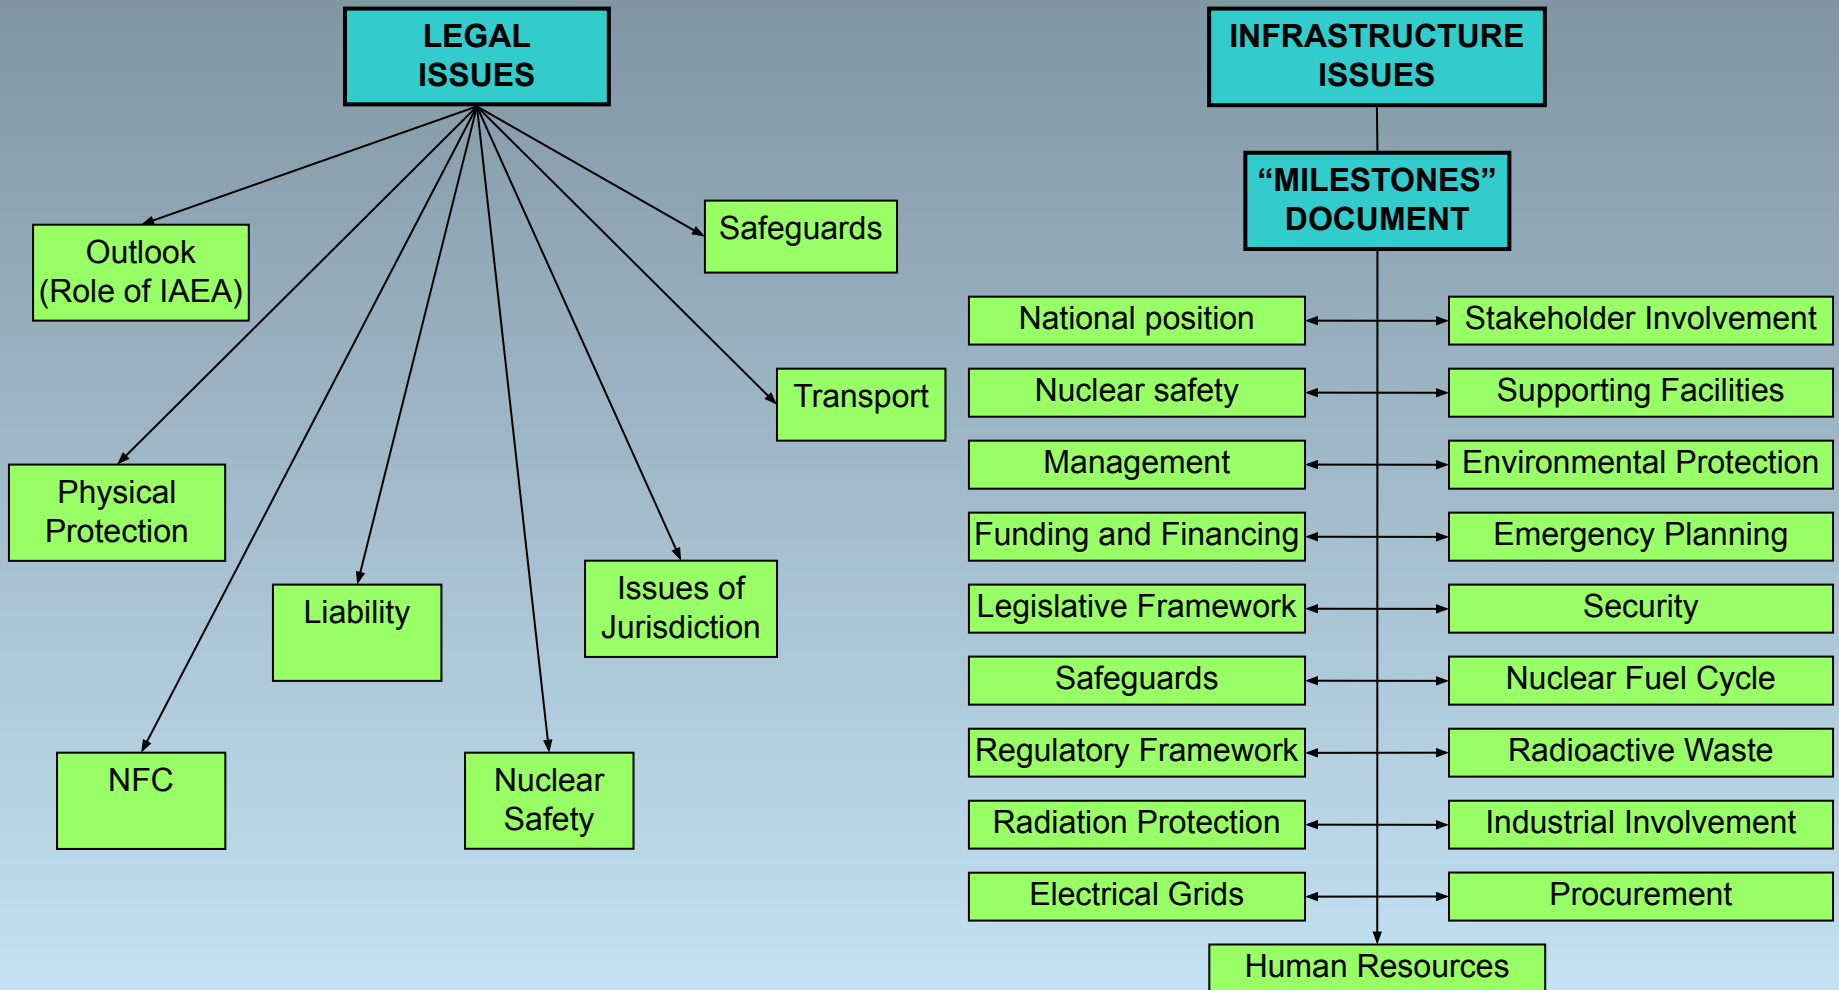 LEGAL
ISSUES
Outlook
(Role of IAEA)
Safeguards
Transport
Physical
Protection
Liability
Issues of
Jurisdiction
NFC
Nuclear
Safety
INFRASTRUCTURE
ISSUES
“MILESTONES”
DOCUMENT
National position
Stakeholder Involvement
Nuclear safety
Supporting Facilities
Management
Environmental Protection
Funding and Financing
Emergency Planning
Legislative Framework
Security
Safeguards
Nuclear Fuel Cycle
Regulatory Framework
Radioactive Waste
Radiation Protection
Industrial Involvement
Electrical Grids
Procurement
Human Resources